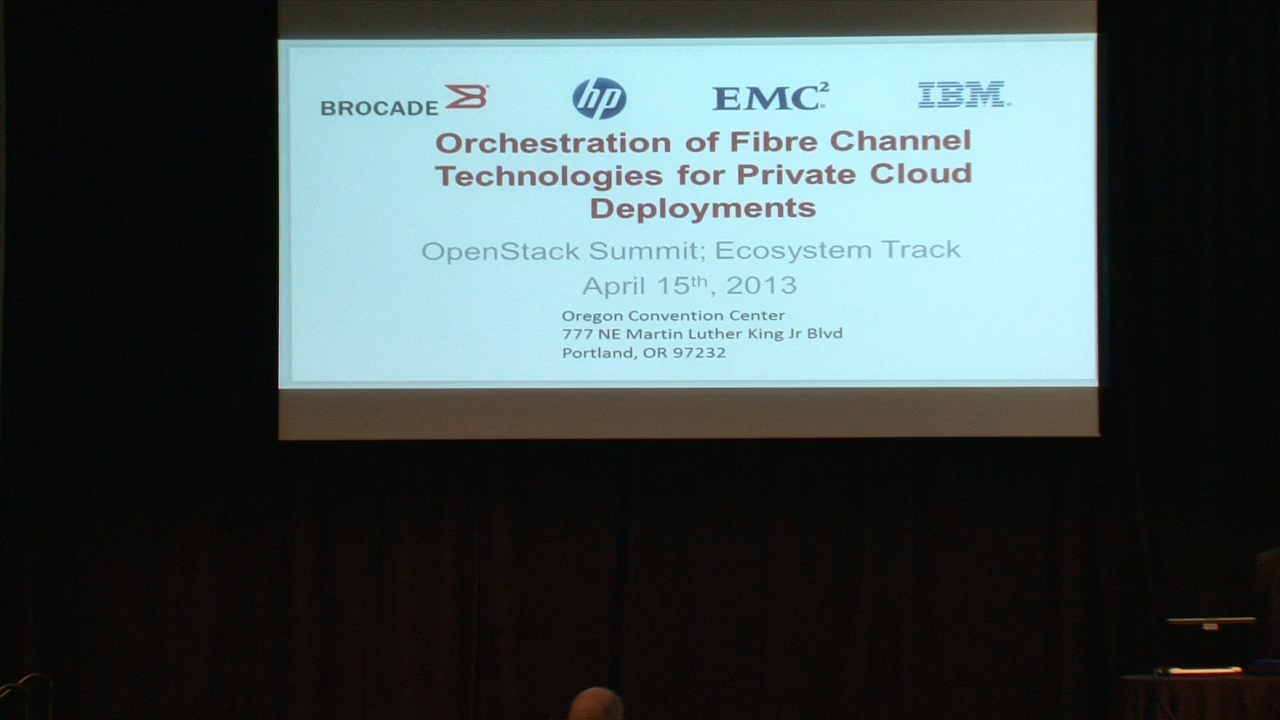 BROCADE hp EMC² IBM
Orchestration of Fibre Channel
Technologies for Private Cloud
Deployments
OpenStack Summit; Ecosystem Track
April 15th, 2013
Oregon Convention Center
777 NE Martin Luther King Jr Blvd
Portland, OR 97232